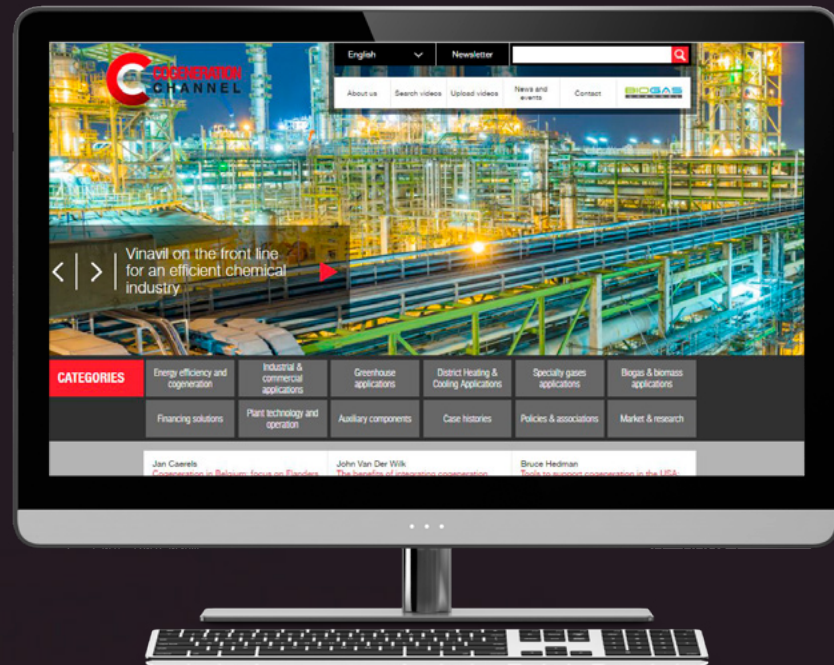 COGENERATION
CHANNEL
English
Newsletter
About us
Search videos
Upload videos
News and
events
Contact
BIOGAS
CHANNEL
Vinavil on the front line
for an efficient chemical
industry
CATEGORIES
Energy efficiency and
cogeneration
Industrial &
commercial
applications
Greenhouse
applications
District Heating &
Cooling Applications
Specialty gases
applications
Biogas & biomass
applications
Financing solutions
Plant technology and
operation
Auxiliary components
Case histories
Policies & associations
Market & research
Jan Caerels
Cogeneration in Belgium: focus on Flanders
John Van Der Wilk
The benefits of integrating cogeneration
Bruce Hedman
Tools to support cogeneration in the USA: